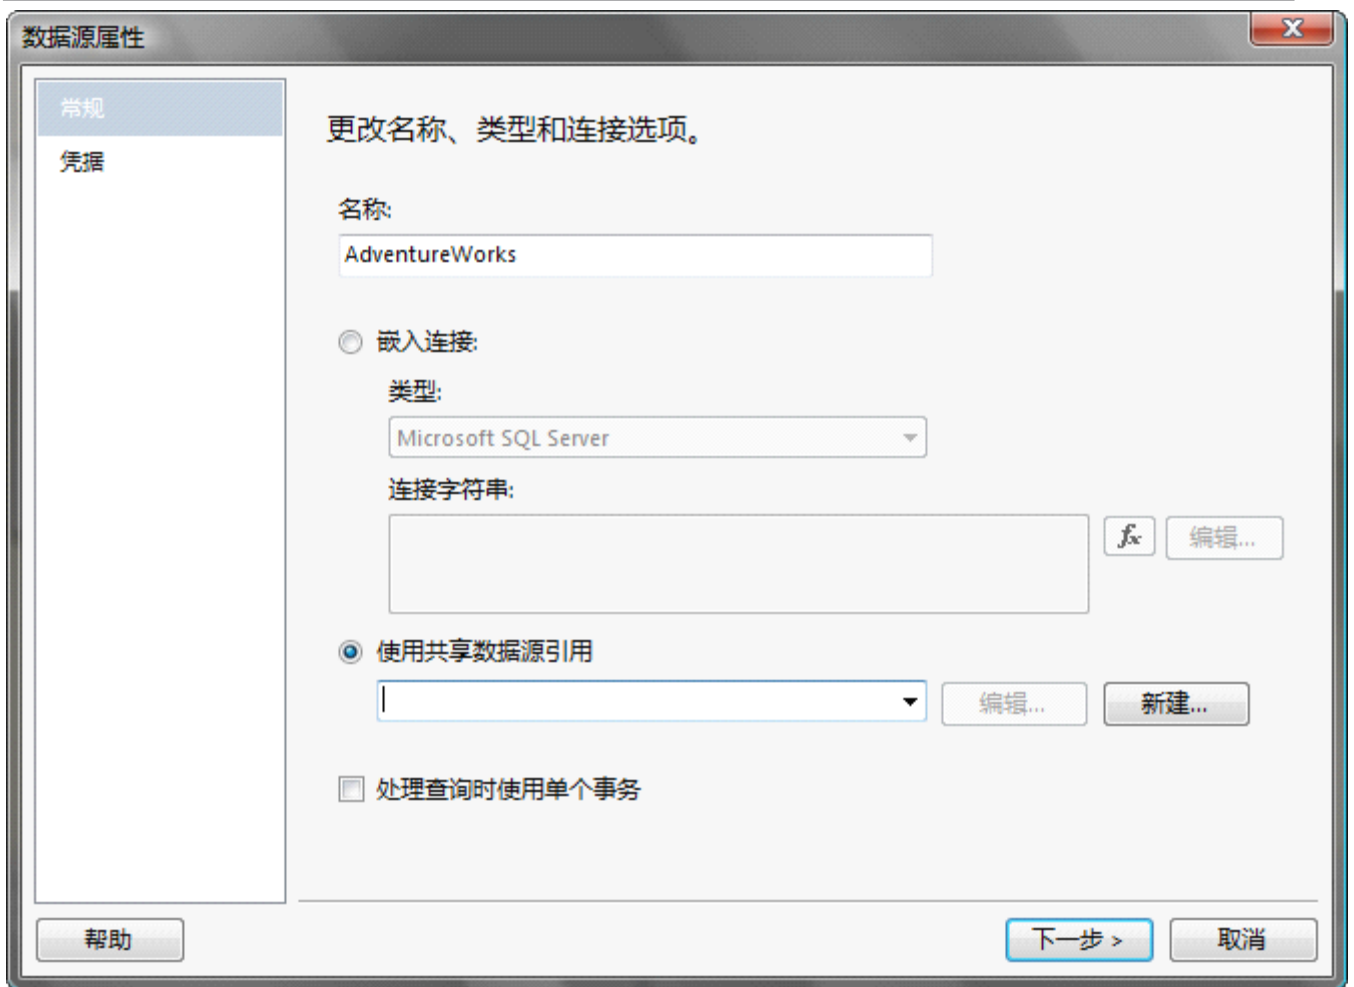 数据源属性
常规
凭据
更改名称、类型和连接选项。
名称:
AdventureWorks
嵌入连接:
类型:
Microsoft SQL Server
连接字符串:
fx 编辑...
使用共享数据源引用
编辑... 新建...
处理查询时使用单个事务
帮助 下一步 > 取消